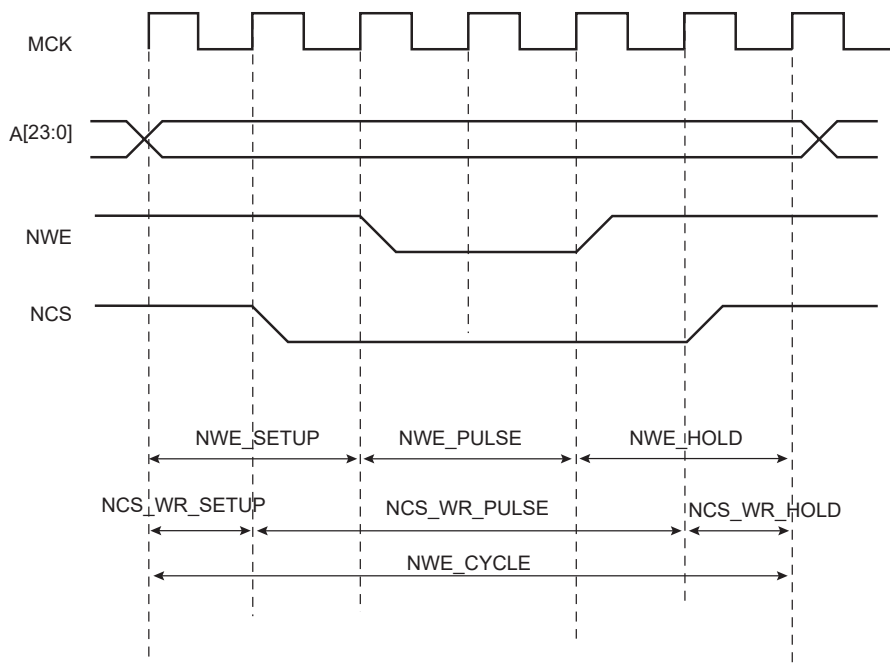 MCK
A[23:0]
NWE
NCS
NWE_SETUP NWE_PULSE NWE_HOLD
NCS_WR_SETUP NCS_WR_PULSE NCS_WR_HOLD
NWE_CYCLE